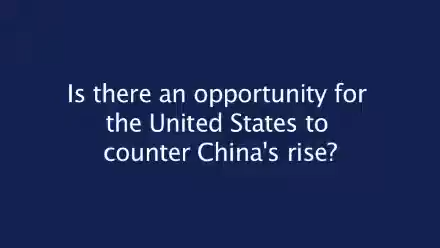 Is there an opportunity for
the United States to
counter China's rise?